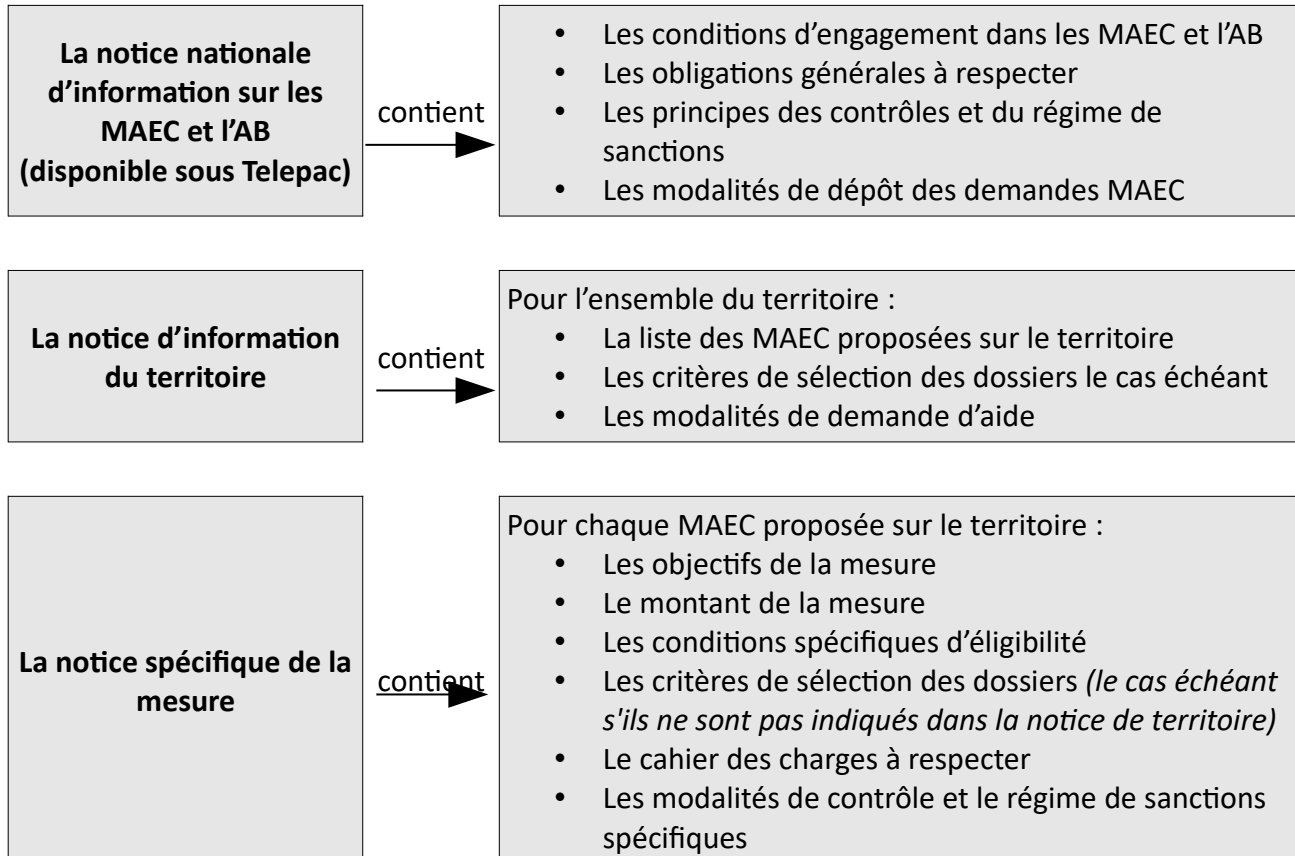 La notice nationale
d’information sur les
MAEC et l’AB
(disponible sous Telepac)
contient
• Les conditions d’engagement dans les MAEC et l’AB
• Les obligations générales à respecter
• Les principes des contrôles et du régime de
sanctions
• Les modalités de dépôt des demandes MAEC
La notice d’information
du territoire
contient
Pour l’ensemble du territoire :
• La liste des MAEC proposées sur le territoire
• Les critères de sélection des dossiers le cas échéant
• Les modalités de demande d’aide
La notice spécifique de la
mesure
contient
Pour chaque MAEC proposée sur le territoire :
• Les objectifs de la mesure
• Le montant de la mesure
• Les conditions spécifiques d’éligibilité
• Les critères de sélection des dossiers (le cas échéant
s'ils ne sont pas indiqués dans la notice de territoire)
• Le cahier des charges à respecter
• Les modalités de contrôle et le régime de sanctions
spécifiques